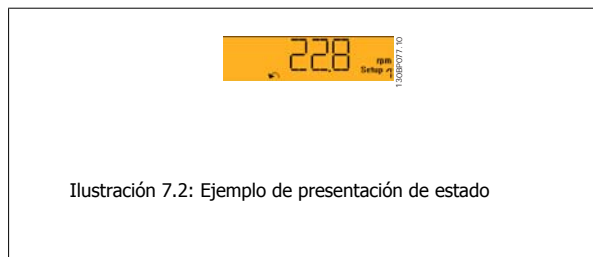 22.8
rpm
Setup 1
130BP077.10
Ilustración 7.2: Ejemplo de presentación de estado